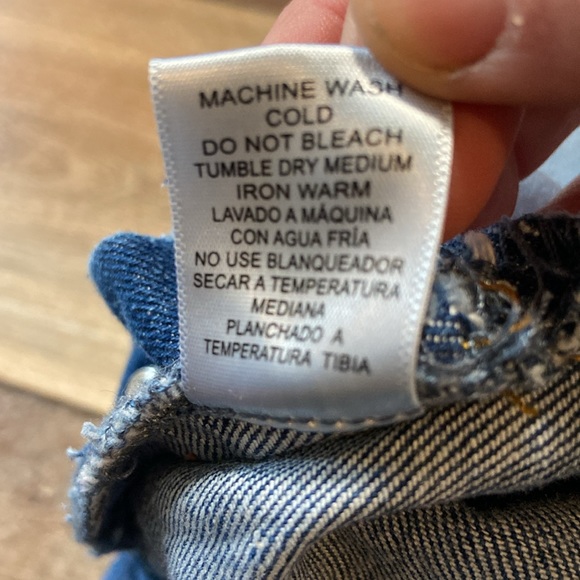 MACHINE WASH
COLD
DO NOT BLEACH
TUMBLE DRY MEDIUM
IRON WARM
LAVADO A MÁQUINA
CON AGUA FRÍA
NO USE BLANQUEADOR
SECAR A TEMPERATURA
MEDIANA
PLANCHADO A
TEMPERATURA TIBIA